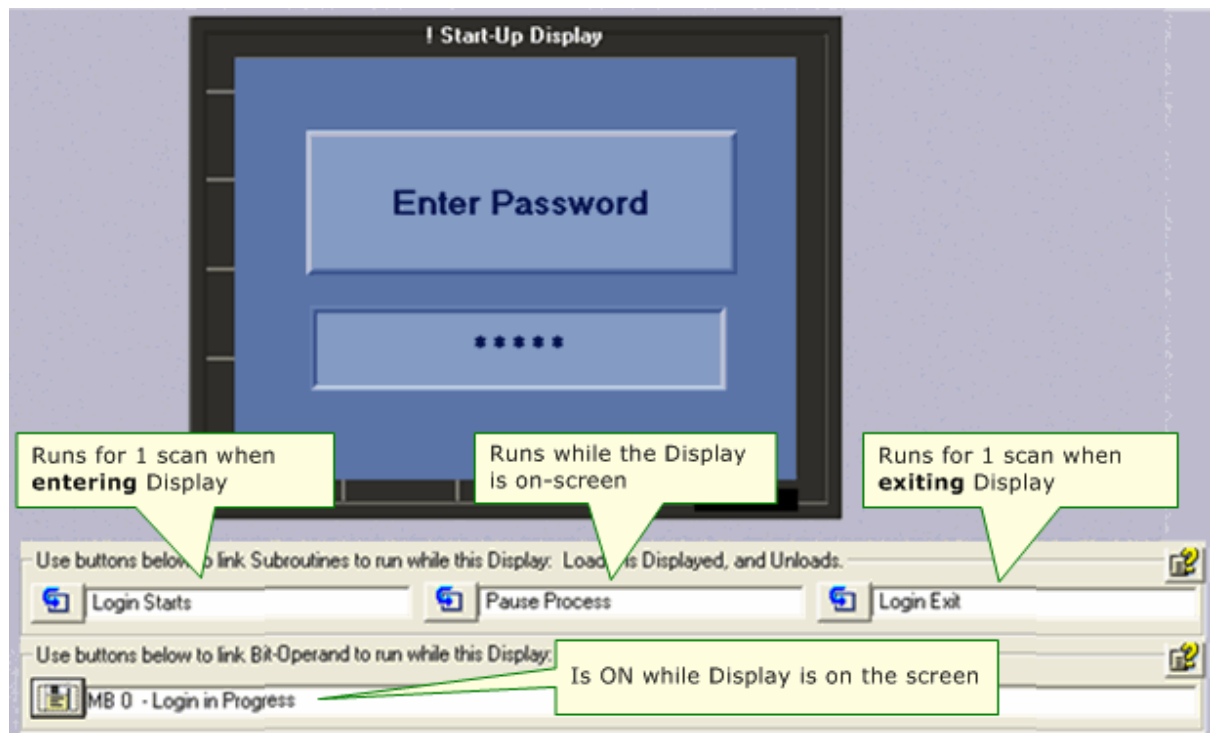 ! Start-Up Display
Enter Password
*****
Runs for 1 scan when
entering Display
Runs while the Display
is on-screen
Runs for 1 scan when
exiting Display
Use buttons below to link Subroutines to run while this Display: Loads, is Displayed, and Unloads.
Login Starts
Pause Process
Login Exit
Use buttons below to link Bit-Operand to run while this Display:
Is ON while Display is on the screen
MB 0 - Login in Progress